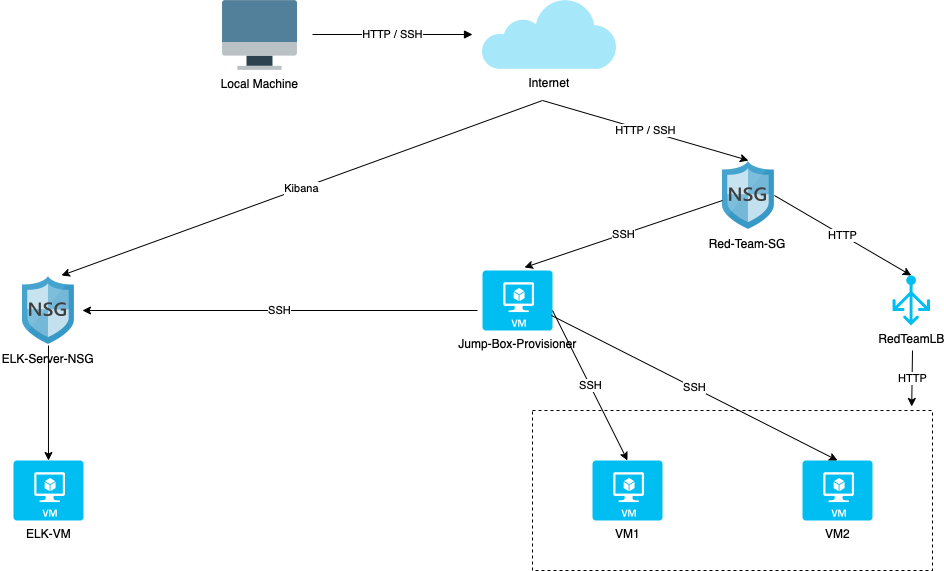 HTTP / SSH
Local Machine
Internet
HTTP / SSH
Kibana
NSG
Red-Team-SG
SSH
HTTP
NSG
SSH
VM
RedTeamLB
Jump-Box-Provisioner
ELK-Server-NSG
HTTP
SSH
SSH
VM
VM
VM
ELK-VM
VM1
VM2